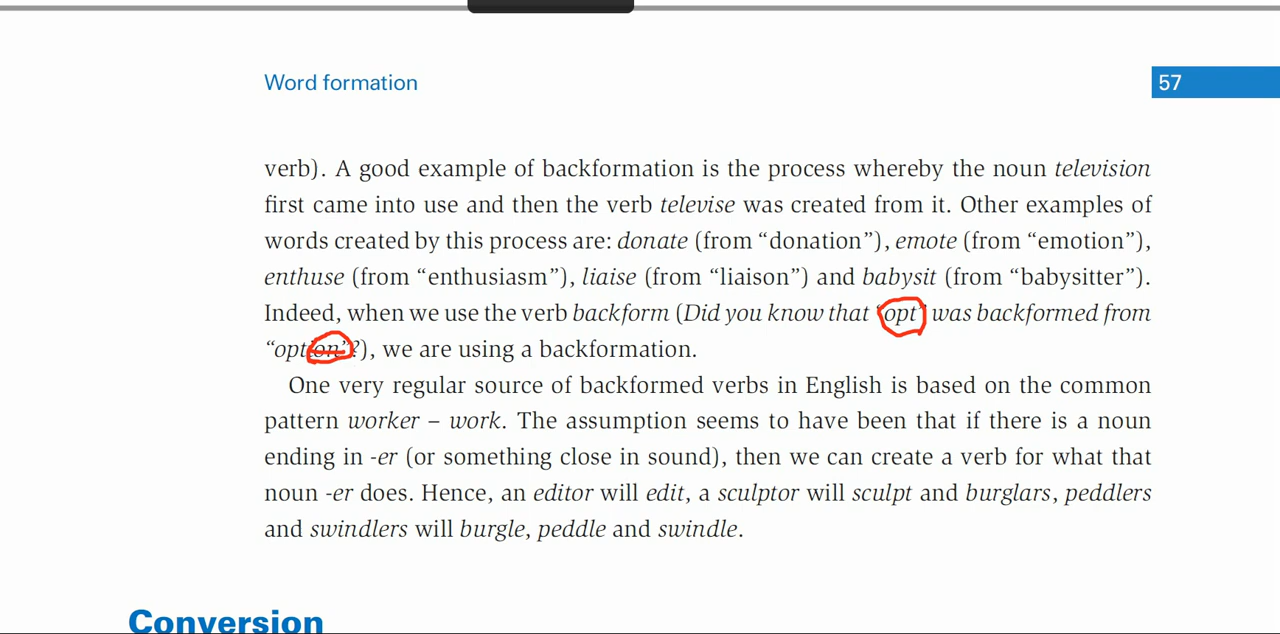 Word formation
57
verb). A good example of backformation is the process whereby the noun television
first came into use and then the verb televise was created from it. Other examples of
words created by this process are: donate (from “donation”), emote (from “emotion”),
enthuse (from “enthusiasm”), liaise (from “liaison”) and babysit (from “babysitter”).
Indeed, when we use the verb backform (Did you know that “opt” was backformed from
“option”?), we are using a backformation.
One very regular source of backformed verbs in English is based on the common
pattern worker – work. The assumption seems to have been that if there is a noun
ending in -er (or something close in sound), then we can create a verb for what that
noun -er does. Hence, an editor will edit, a sculptor will sculpt and burglars, peddlers
and swindlers will burgle, peddle and swindle.
Conversion